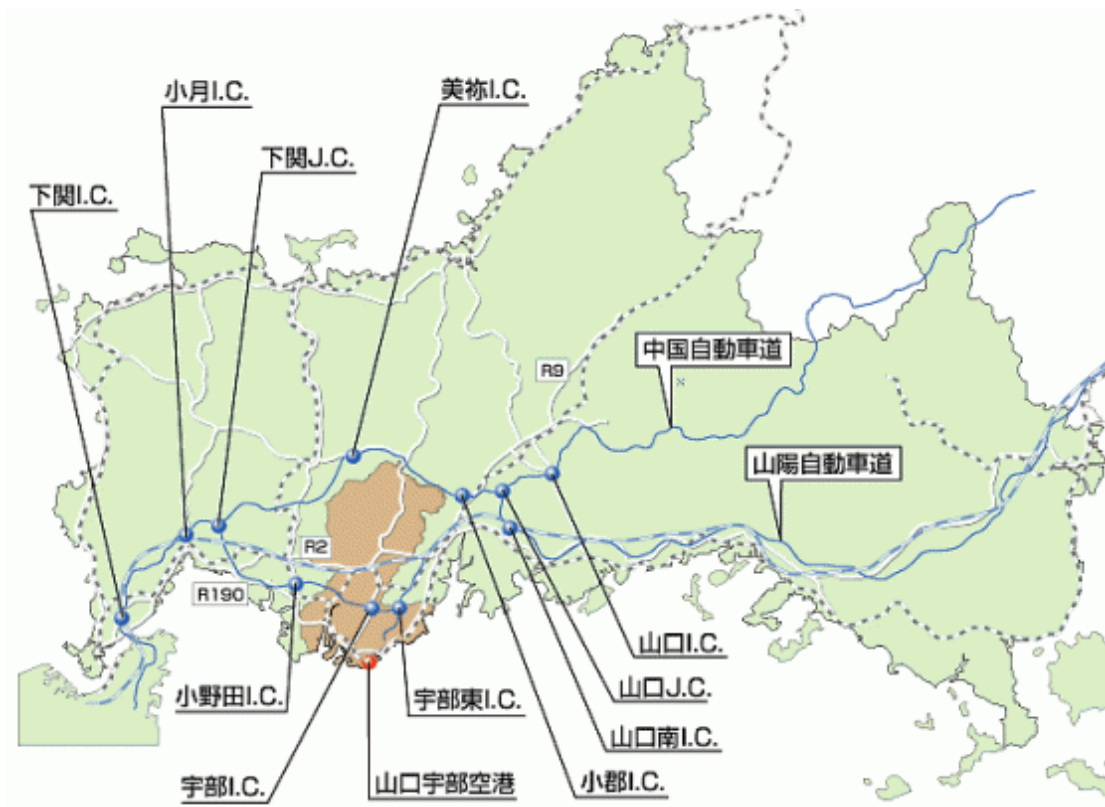 小月I.C.
美祢I.C.
下関J.C.
下関I.C.
中国自動車道
R9
山陽自動車道
R2
R190
山口I.C.
小野田I.C.
宇部東I.C.
山口J.C.
山口南I.C.
宇部I.C.
山口宇部空港
小郡I.C.